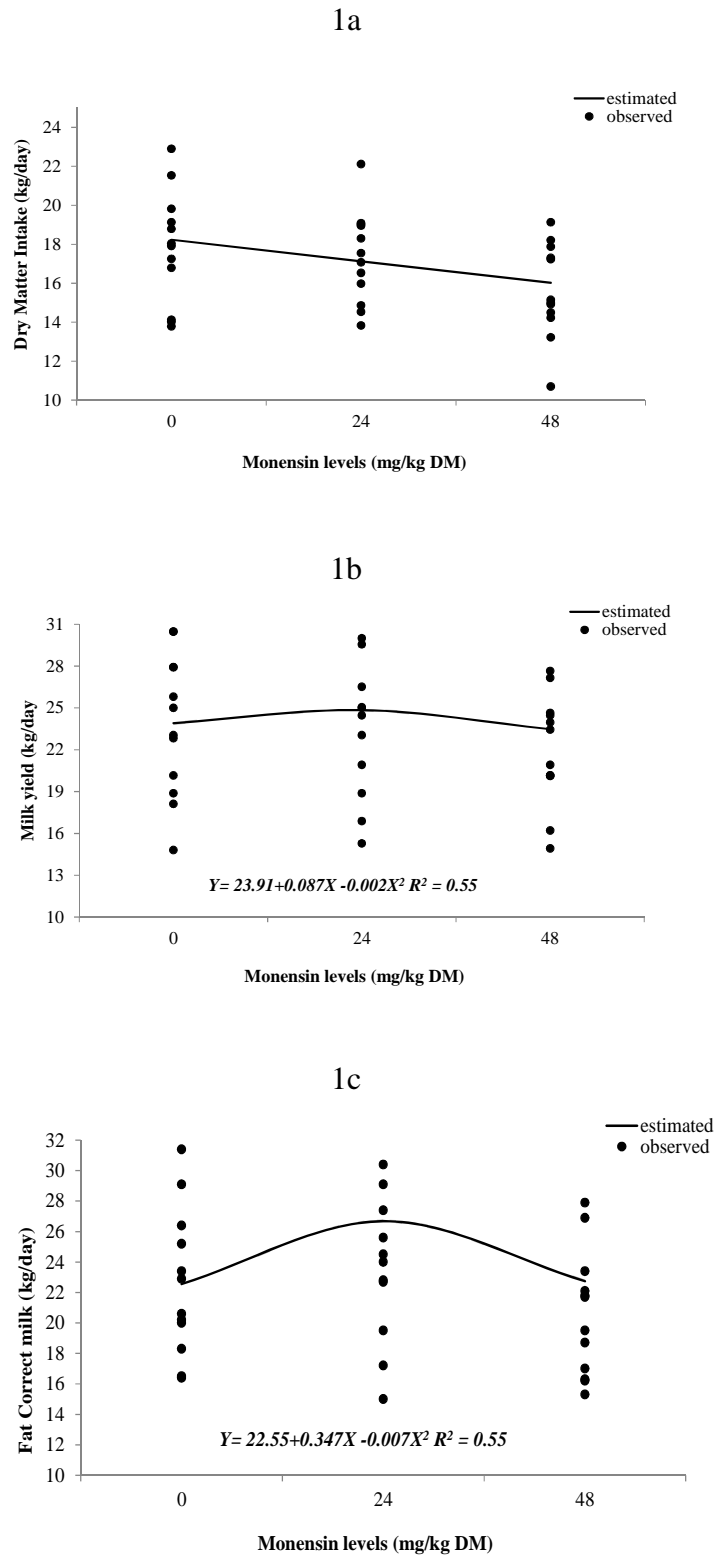 1a
estimated
observed
24
22
20
18
16
14
12
10
Dry Matter Intake (kg/day)
0 24 48
Monensin levels (mg/kg DM)
1b
estimated
observed
31
28
25
22
19
16
13
10
Milk yield (kg/day
Y= 23.91+0.087X -0.002X² R² = 0.55
0 24 48
Monensin levels (mg/kg DM)
1c
estimated
observed
32
30
28
26
24
22
20
18
16
14
12
10
Fat Correct milk (kg/day)
Y= 22.55+0.347X -0.007X² R² = 0.55
0 24 48
Monensin levels (mg/kg DM)